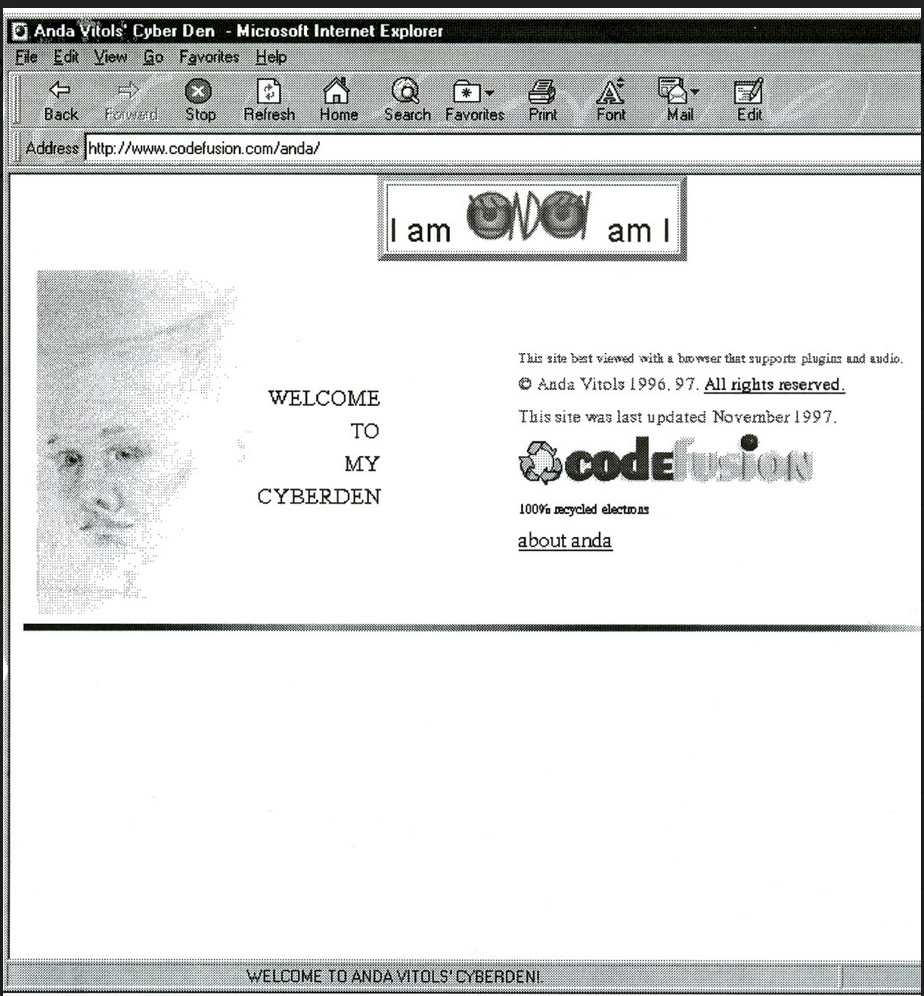 Anda Vitols' Cyber Den - Microsoft Internet Explorer
File Edit View Go Favorites Help
Back Forward Stop Refresh Home Search Favorites Print Font Mail Edit
Address http://www.codefusion.com/anda/
I am ANDA am I
WELCOME
TO
MY
CYBERDEN
This site best viewed with a browser that supports plugins and audio.
© Anda Vitols 1996, 97. All rights reserved.
This site was last updated November 1997.
codEfusion
100% recycled electrons
about anda
WELCOME TO ANDA VITOLS' CYBERDEN!.